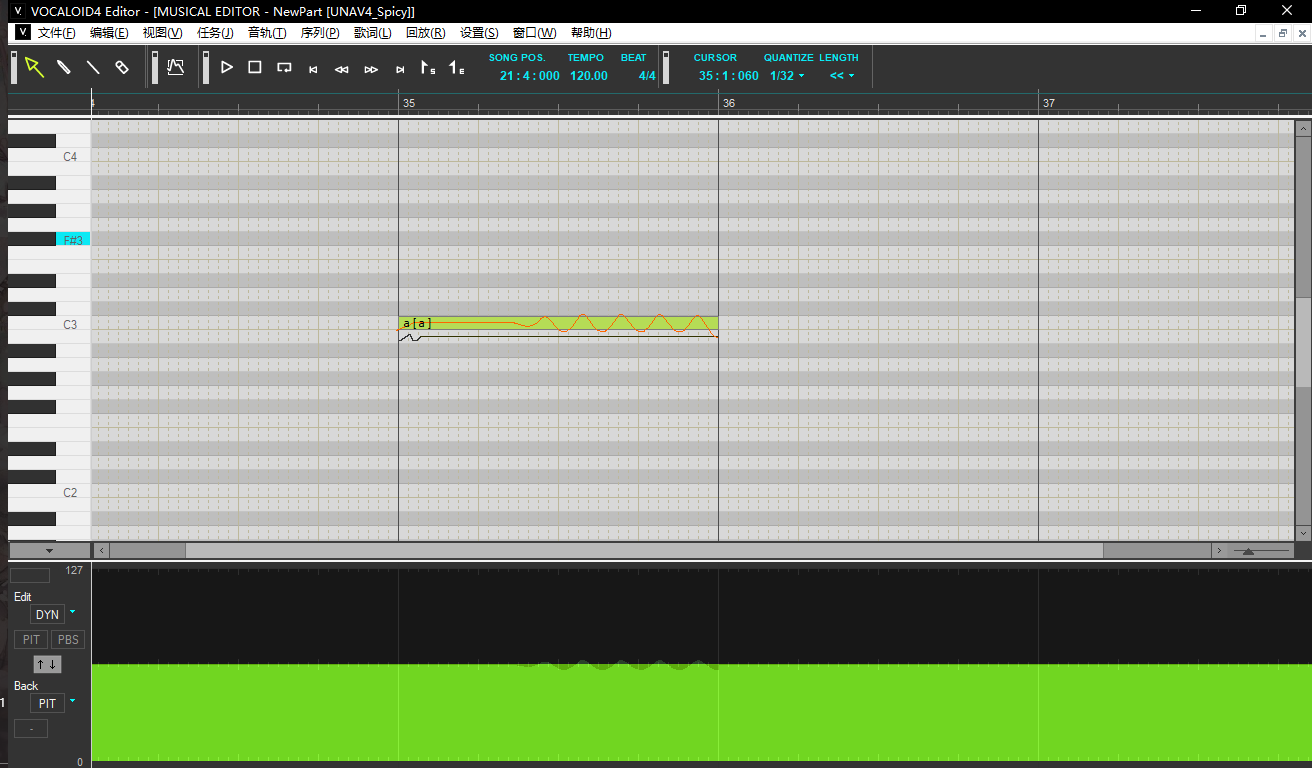 VOCALOID4 Editor - [MUSICAL EDITOR - NewPart [UNAV4_Spicy]]
文件(F) 编辑(E) 视图(V) 任务(J) 音轨(T) 序列(P) 歌词(L) 回放(R) 设置(S) 窗口(W) 帮助(H)
SONG POS. TEMPO BEAT CURSOR QUANTIZE LENGTH
21:4:000 120.00 4/4 35:1:060 1/32 <<
4 35 36 37
C4
F#3
C3
a[a]
C2
127
Edit
DYN
PIT PBS
↑↓
Back
1
PIT
-
0